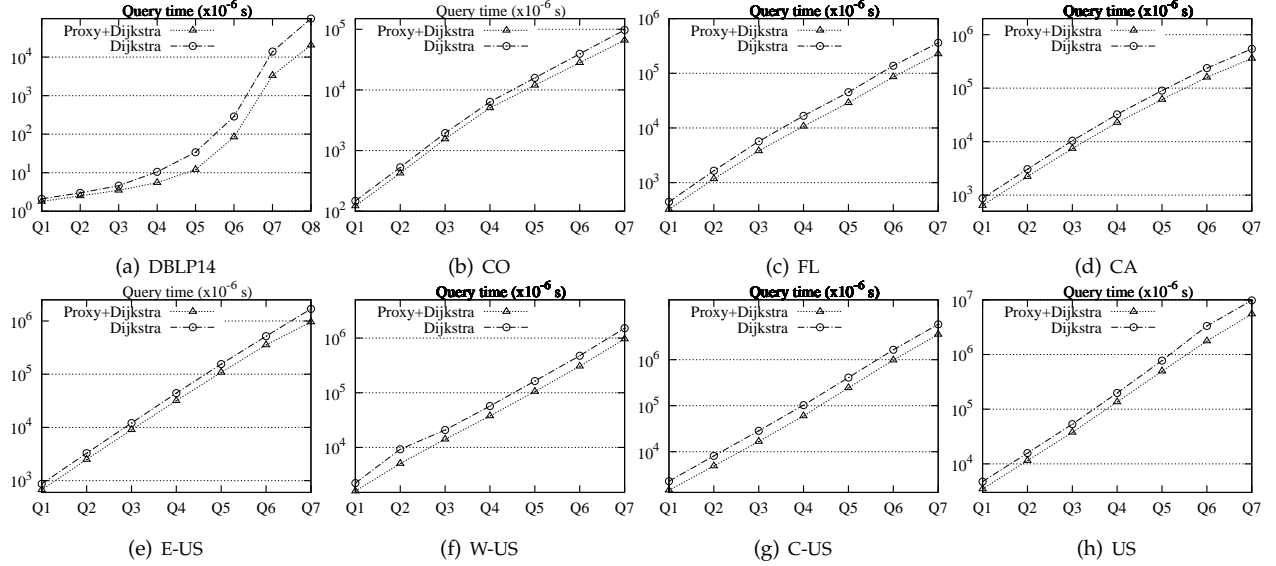 Query time (x10^-6 s)
Proxy+Dijkstra
Dijkstra
10^4
10^3
10^2
10^1
10^0
Q1 Q2 Q3 Q4 Q5 Q6 Q7 Q8
(a) DBLP14
Query time (x10^-6 s)
Proxy+Dijkstra
Dijkstra
10^5
10^4
10^3
10^2
Q1 Q2 Q3 Q4 Q5 Q6 Q7
(b) CO
Query time (x10^-6 s)
Proxy+Dijkstra
Dijkstra
10^6
10^5
10^4
10^3
Q1 Q2 Q3 Q4 Q5 Q6 Q7
(c) FL
Query time (x10^-6 s)
Proxy+Dijkstra
Dijkstra
10^6
10^5
10^4
10^3
Q1 Q2 Q3 Q4 Q5 Q6 Q7
(d) CA
Query time (x10^-6 s)
Proxy+Dijkstra
Dijkstra
10^6
10^5
10^4
10^3
Q1 Q2 Q3 Q4 Q5 Q6 Q7
(e) E-US
Query time (x10^-6 s)
Proxy+Dijkstra
Dijkstra
10^6
10^5
10^4
Q1 Q2 Q3 Q4 Q5 Q6 Q7
(f) W-US
Query time (x10^-6 s)
Proxy+Dijkstra
Dijkstra
10^6
10^5
10^4
Q1 Q2 Q3 Q4 Q5 Q6 Q7
(g) C-US
Query time (x10^-6 s)
Proxy+Dijkstra
Dijkstra
10^7
10^6
10^5
10^4
Q1 Q2 Q3 Q4 Q5 Q6 Q7
(h) US